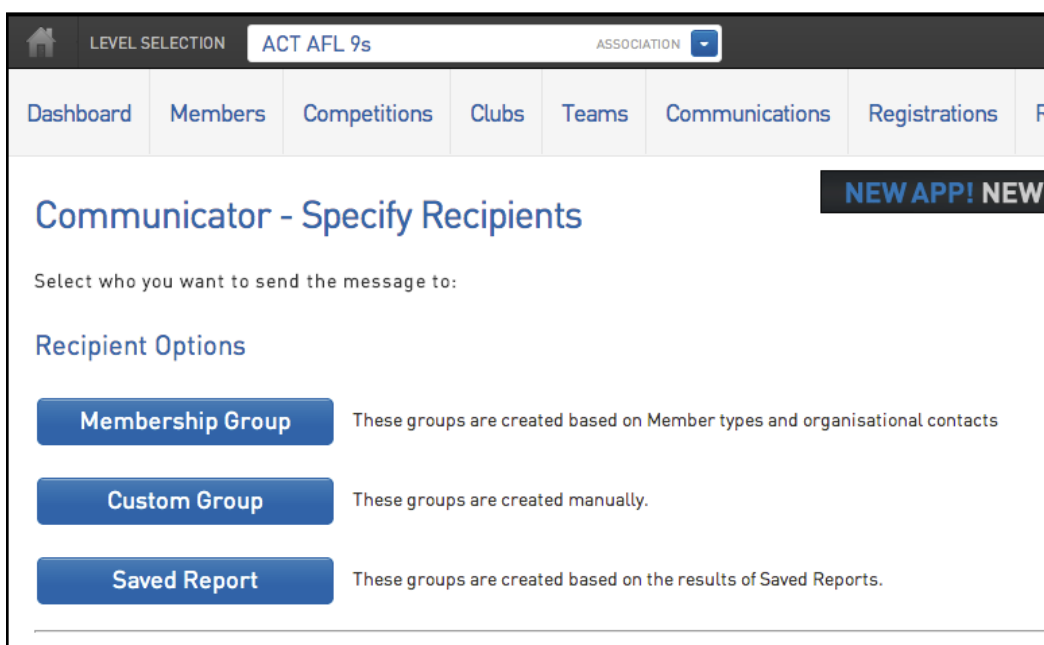 LEVEL SELECTION ACT AFL 9s ASSOCIATION
Dashboard Members Competitions Clubs Teams Communications Registrations
NEW APP! NEW
Communicator - Specify Recipients
Select who you want to send the message to:
Recipient Options
Membership Group These groups are created based on Member types and organisational contacts
Custom Group These groups are created manually.
Saved Report These groups are created based on the results of Saved Reports.